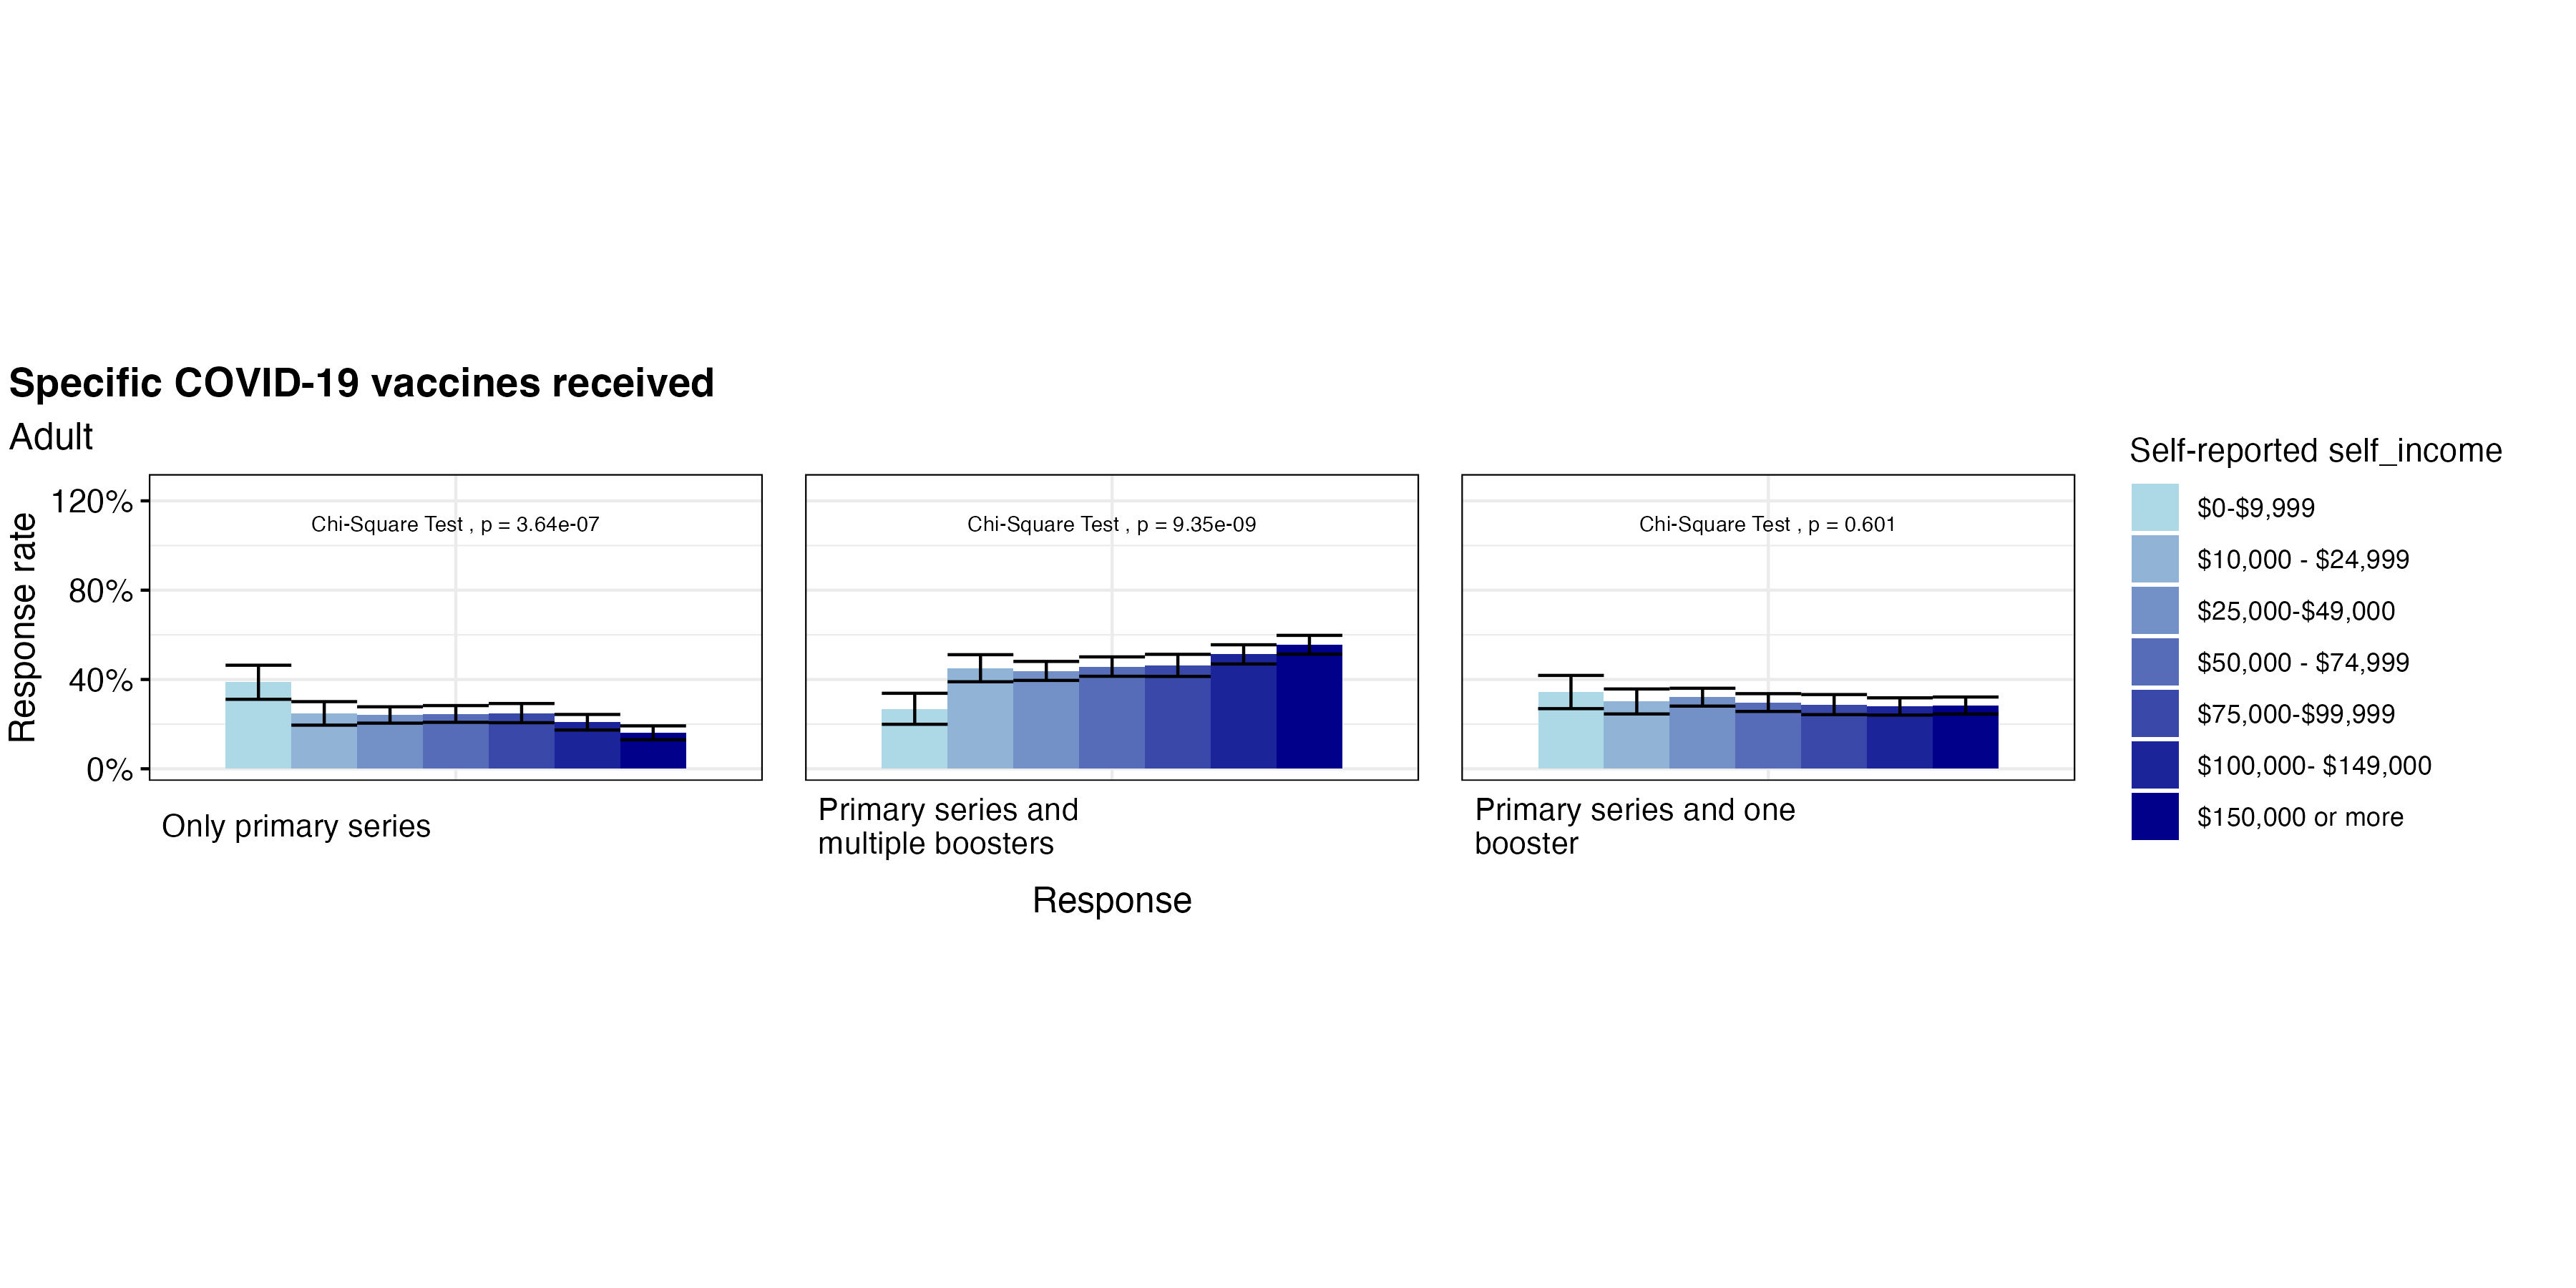 Specific COVID-19 vaccines received
Adult
Response rate
120%
80%
40%
0%
Chi-Square Test , p = 3.64e-07
Chi-Square Test , p = 9.35e-09
Chi-Square Test , p = 0.601
Only primary series
Primary series and
multiple boosters
Primary series and one
booster
Response
Self-reported self_income
$0-$9,999
$10,000 - $24,999
$25,000-$49,000
$50,000 - $74,999
$75,000-$99,999
$100,000- $149,000
$150,000 or more